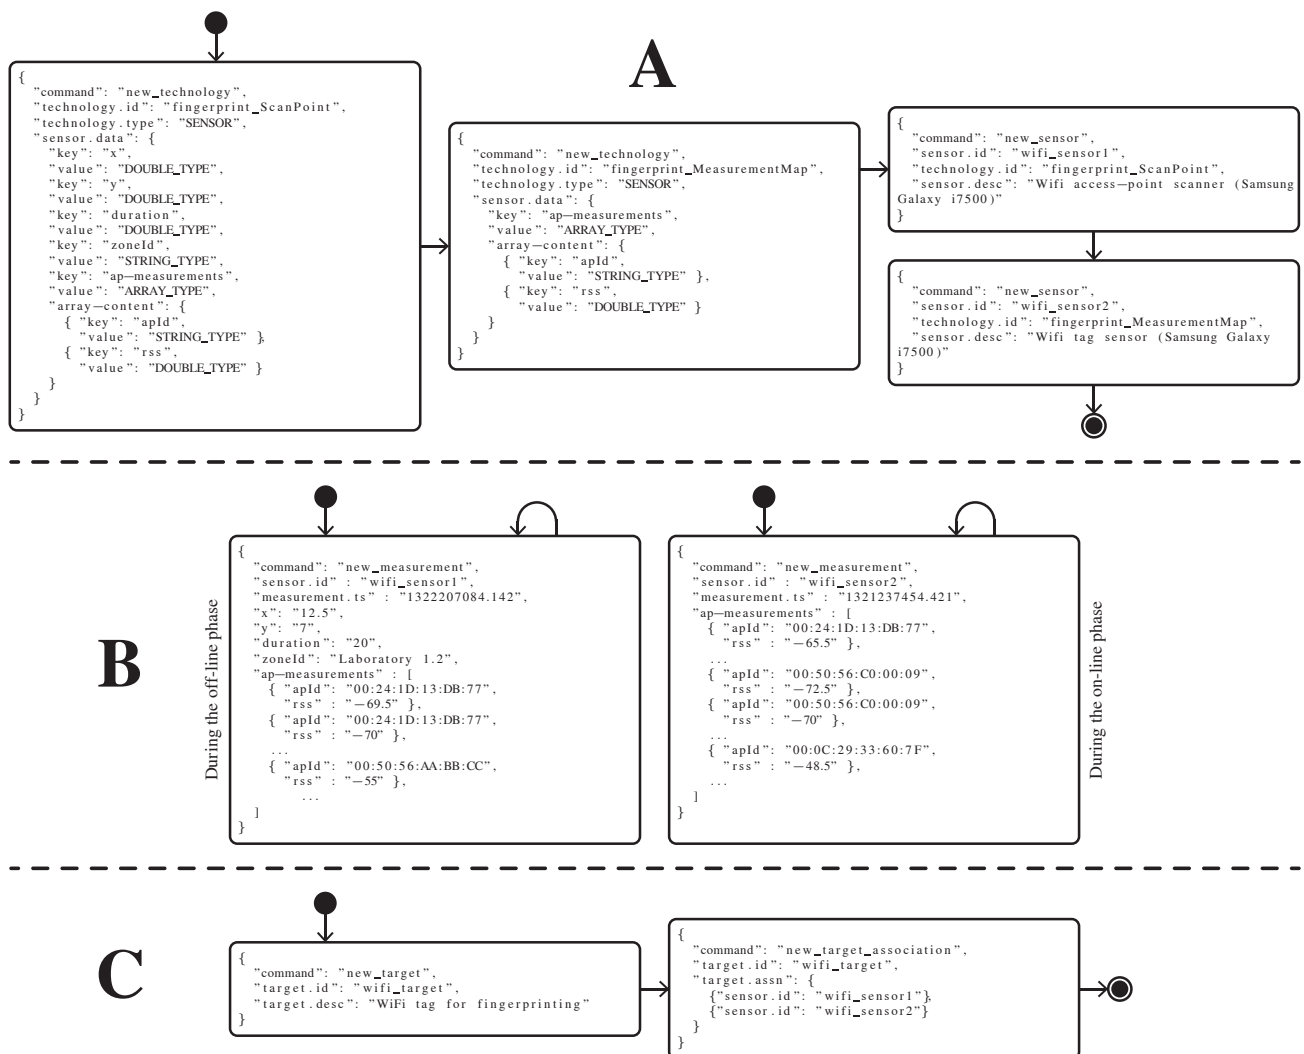 A
{
"command": "new_technology",
"technology.id": "fingerprint_ScanPoint",
"technology.type": "SENSOR",
"sensor.data": {
"key": "x",
value": "DOUBLE_TYPE",
"key": "y",
"value": "DOUBLE_TYPE",
"key": "duration",
"value": "DOUBLE_TYPE",
"key": "zoneId",
"value": "STRING_TYPE",
"key": "ap—measurements",
"value": "ARRAY_TYPE",
"array—content": {
{ "key": "apId",
"value": "STRING_TYPE" },
{ "key": "rss",
"value": "DOUBLE_TYPE" }
}
}
}
{
"command": "new_technology",
"technology.id": "fingerprint_MeasurementMap",
"technology.type": "SENSOR",
"sensor.data": {
"key": "ap—measurements",
"value": "ARRAY_TYPE",
"array—content": {
{ "key": "apId",
"value": "STRING_TYPE" },
{ "key": "rss",
"value": "DOUBLE_TYPE" }
}
}
}
{
"command": "new_sensor",
"sensor.id": "wifi_sensor1",
"technology.id": "fingerprint_ScanPoint",
"sensor.desc": "Wifi access—point scanner (Samsung
Galaxy i7500)"
}
{
"command": "new_sensor",
"sensor.id": "wifi_sensor2",
"technology.id": "fingerprint_MeasurementMap",
"sensor.desc": "Wifi tag sensor (Samsung Galaxy
i7500)"
}
B
During the off-line phase
{
"command": "new_measurement",
"sensor.id" : "wifi_sensor1",
"measurement.ts" : "1322207084.142",
"x": "12.5",
"y": "7",
"duration": "20",
"zoneId": "Laboratory 1.2",
"ap—measurements" : [
{ "apId": "00:24:1D:13:DB:77",
"rss" : "—69.5" },
{ "apId": "00:24:1D:13:DB:77",
"rss" : "—70" },
...
{ "apId": "00:50:56:AA:BB:CC",
"rss" : "—55" },
...
]
}
{
"command": "new_measurement",
"sensor.id" : "wifi_sensor2",
"measurement.ts" : "1321237454.421",
"ap—measurements" : [
{ "apId": "00:24:1D:13:DB:77",
"rss" : "—65.5" },
...
{ "apId": "00:50:56:C0:00:09",
"rss" : "—72.5" },
{ "apId": "00:50:56:C0:00:09",
"rss" : "—70" },
...
{ "apId": "00:0C:29:33:60:7F",
"rss" : "—48.5" },
...
]
}
During the on-line phase
C
{
"command": "new_target",
"target.id": "wifi_target",
"target.desc": "WiFi tag for fingerprinting"
}
{
"command": "new_target_association",
"target.id": "wifi_target",
"target.assn": {
{"sensor.id": "wifi_sensor1"},
{"sensor.id": "wifi_sensor2"}
}
}